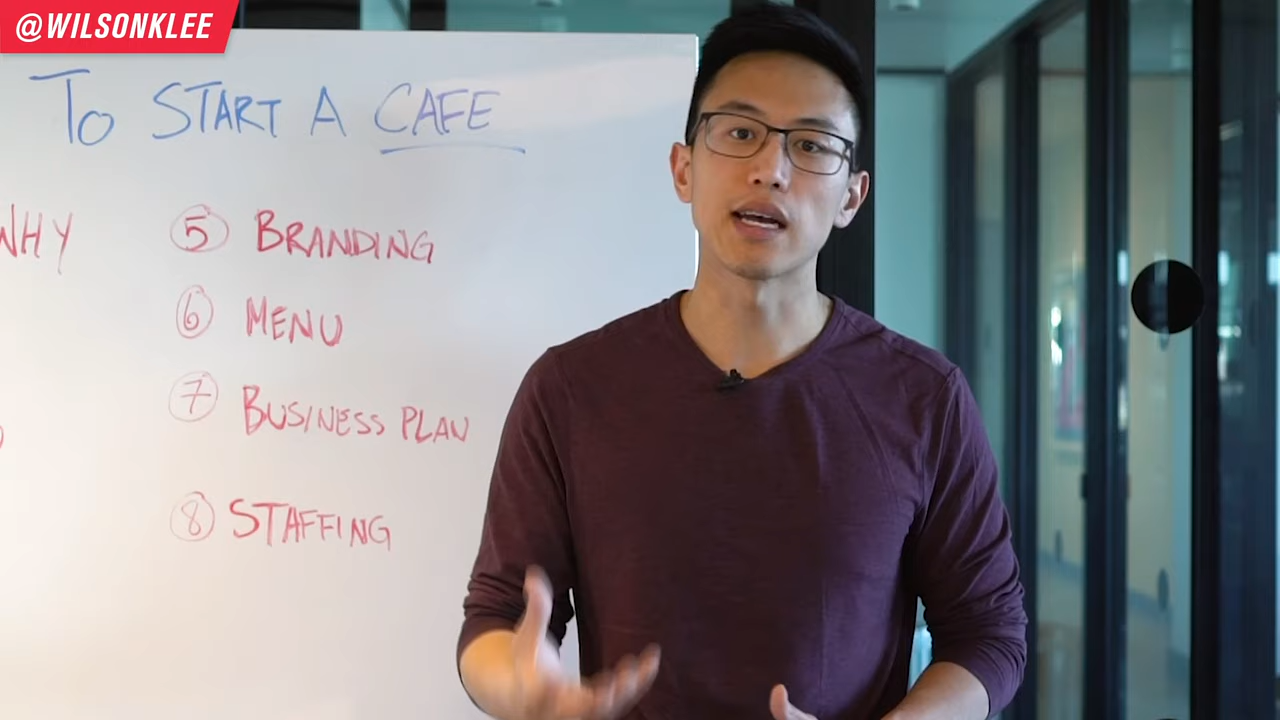 @WILSONKLEE
To START A CAFE
WHY
5 BRANDING
6 MENU
7 BUSINESS PLAN
8 STAFFING